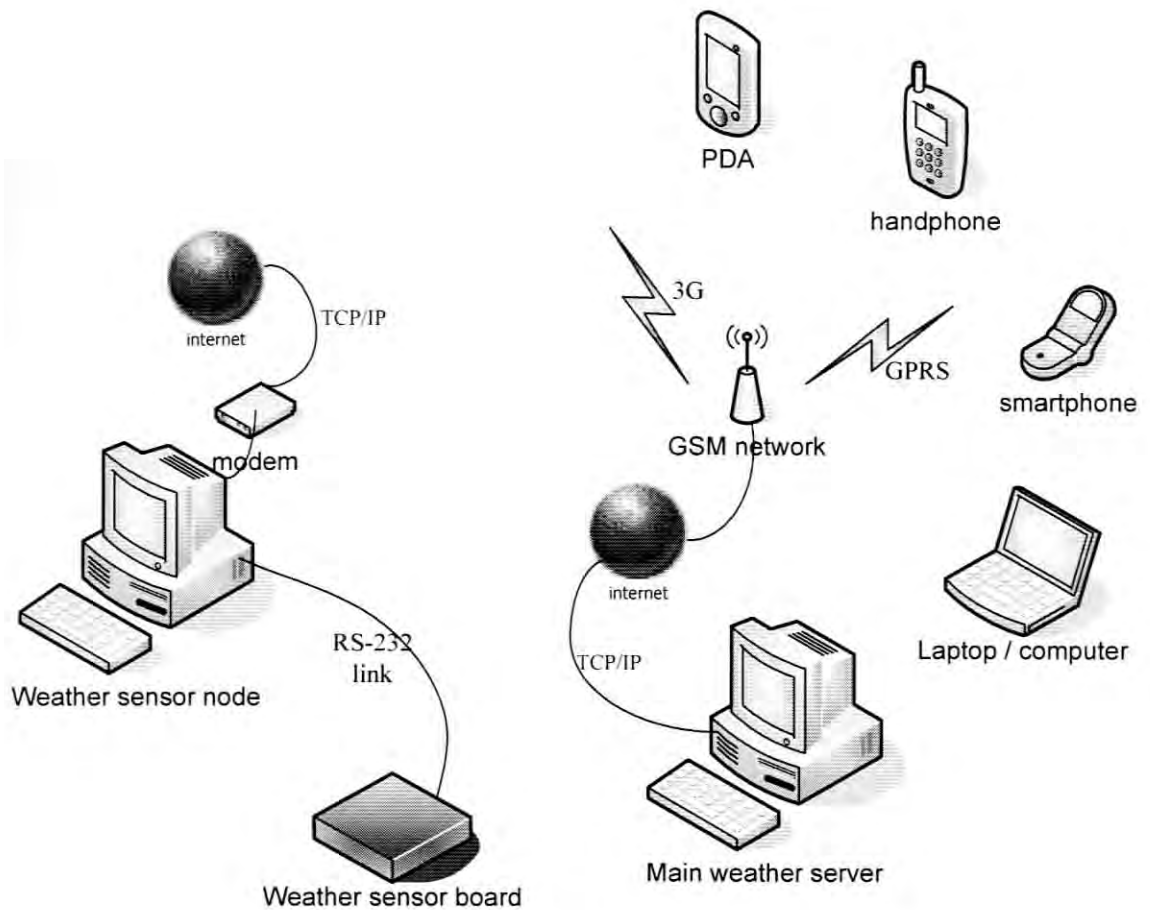 PDA
handphone
3G
TCP/IP
internet
GPRS
smartphone
modem
GSM network
internet
RS-232
link
TCP/IP
Laptop / computer
Weather sensor node
Main weather server
Weather sensor board